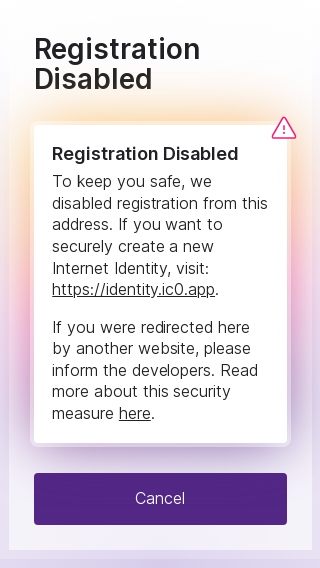 Registration
Disabled
Registration Disabled
To keep you safe, we
disabled registration from this
address. If you want to
securely create a new
Internet Identity, visit:
https://identity.ic0.app.
If you were redirected here
by another website, please
inform the developers. Read
more about this security
measure here.
Cancel